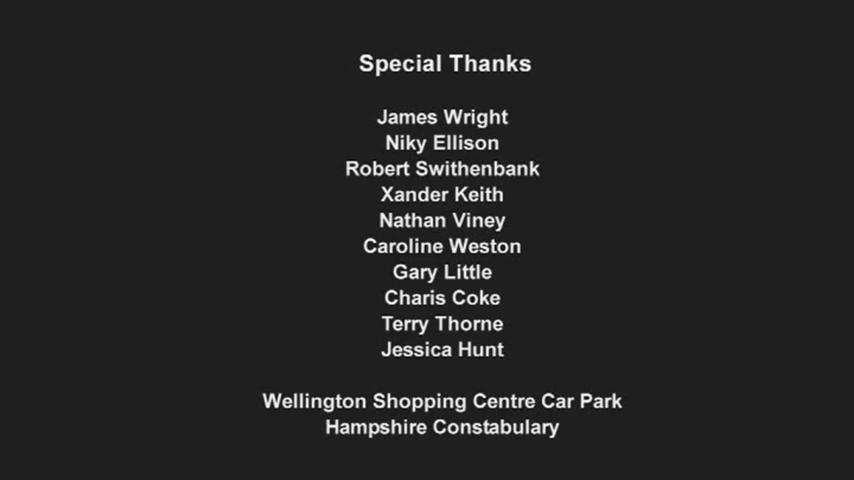 Special Thanks
James Wright
Niky Ellison
Robert Swithenbank
Xander Keith
Nathan Viney
Caroline Weston
Gary Little
Charis Coke
Terry Thorne
Jessica Hunt
Wellington Shopping Centre Car Park
Hampshire Constabulary